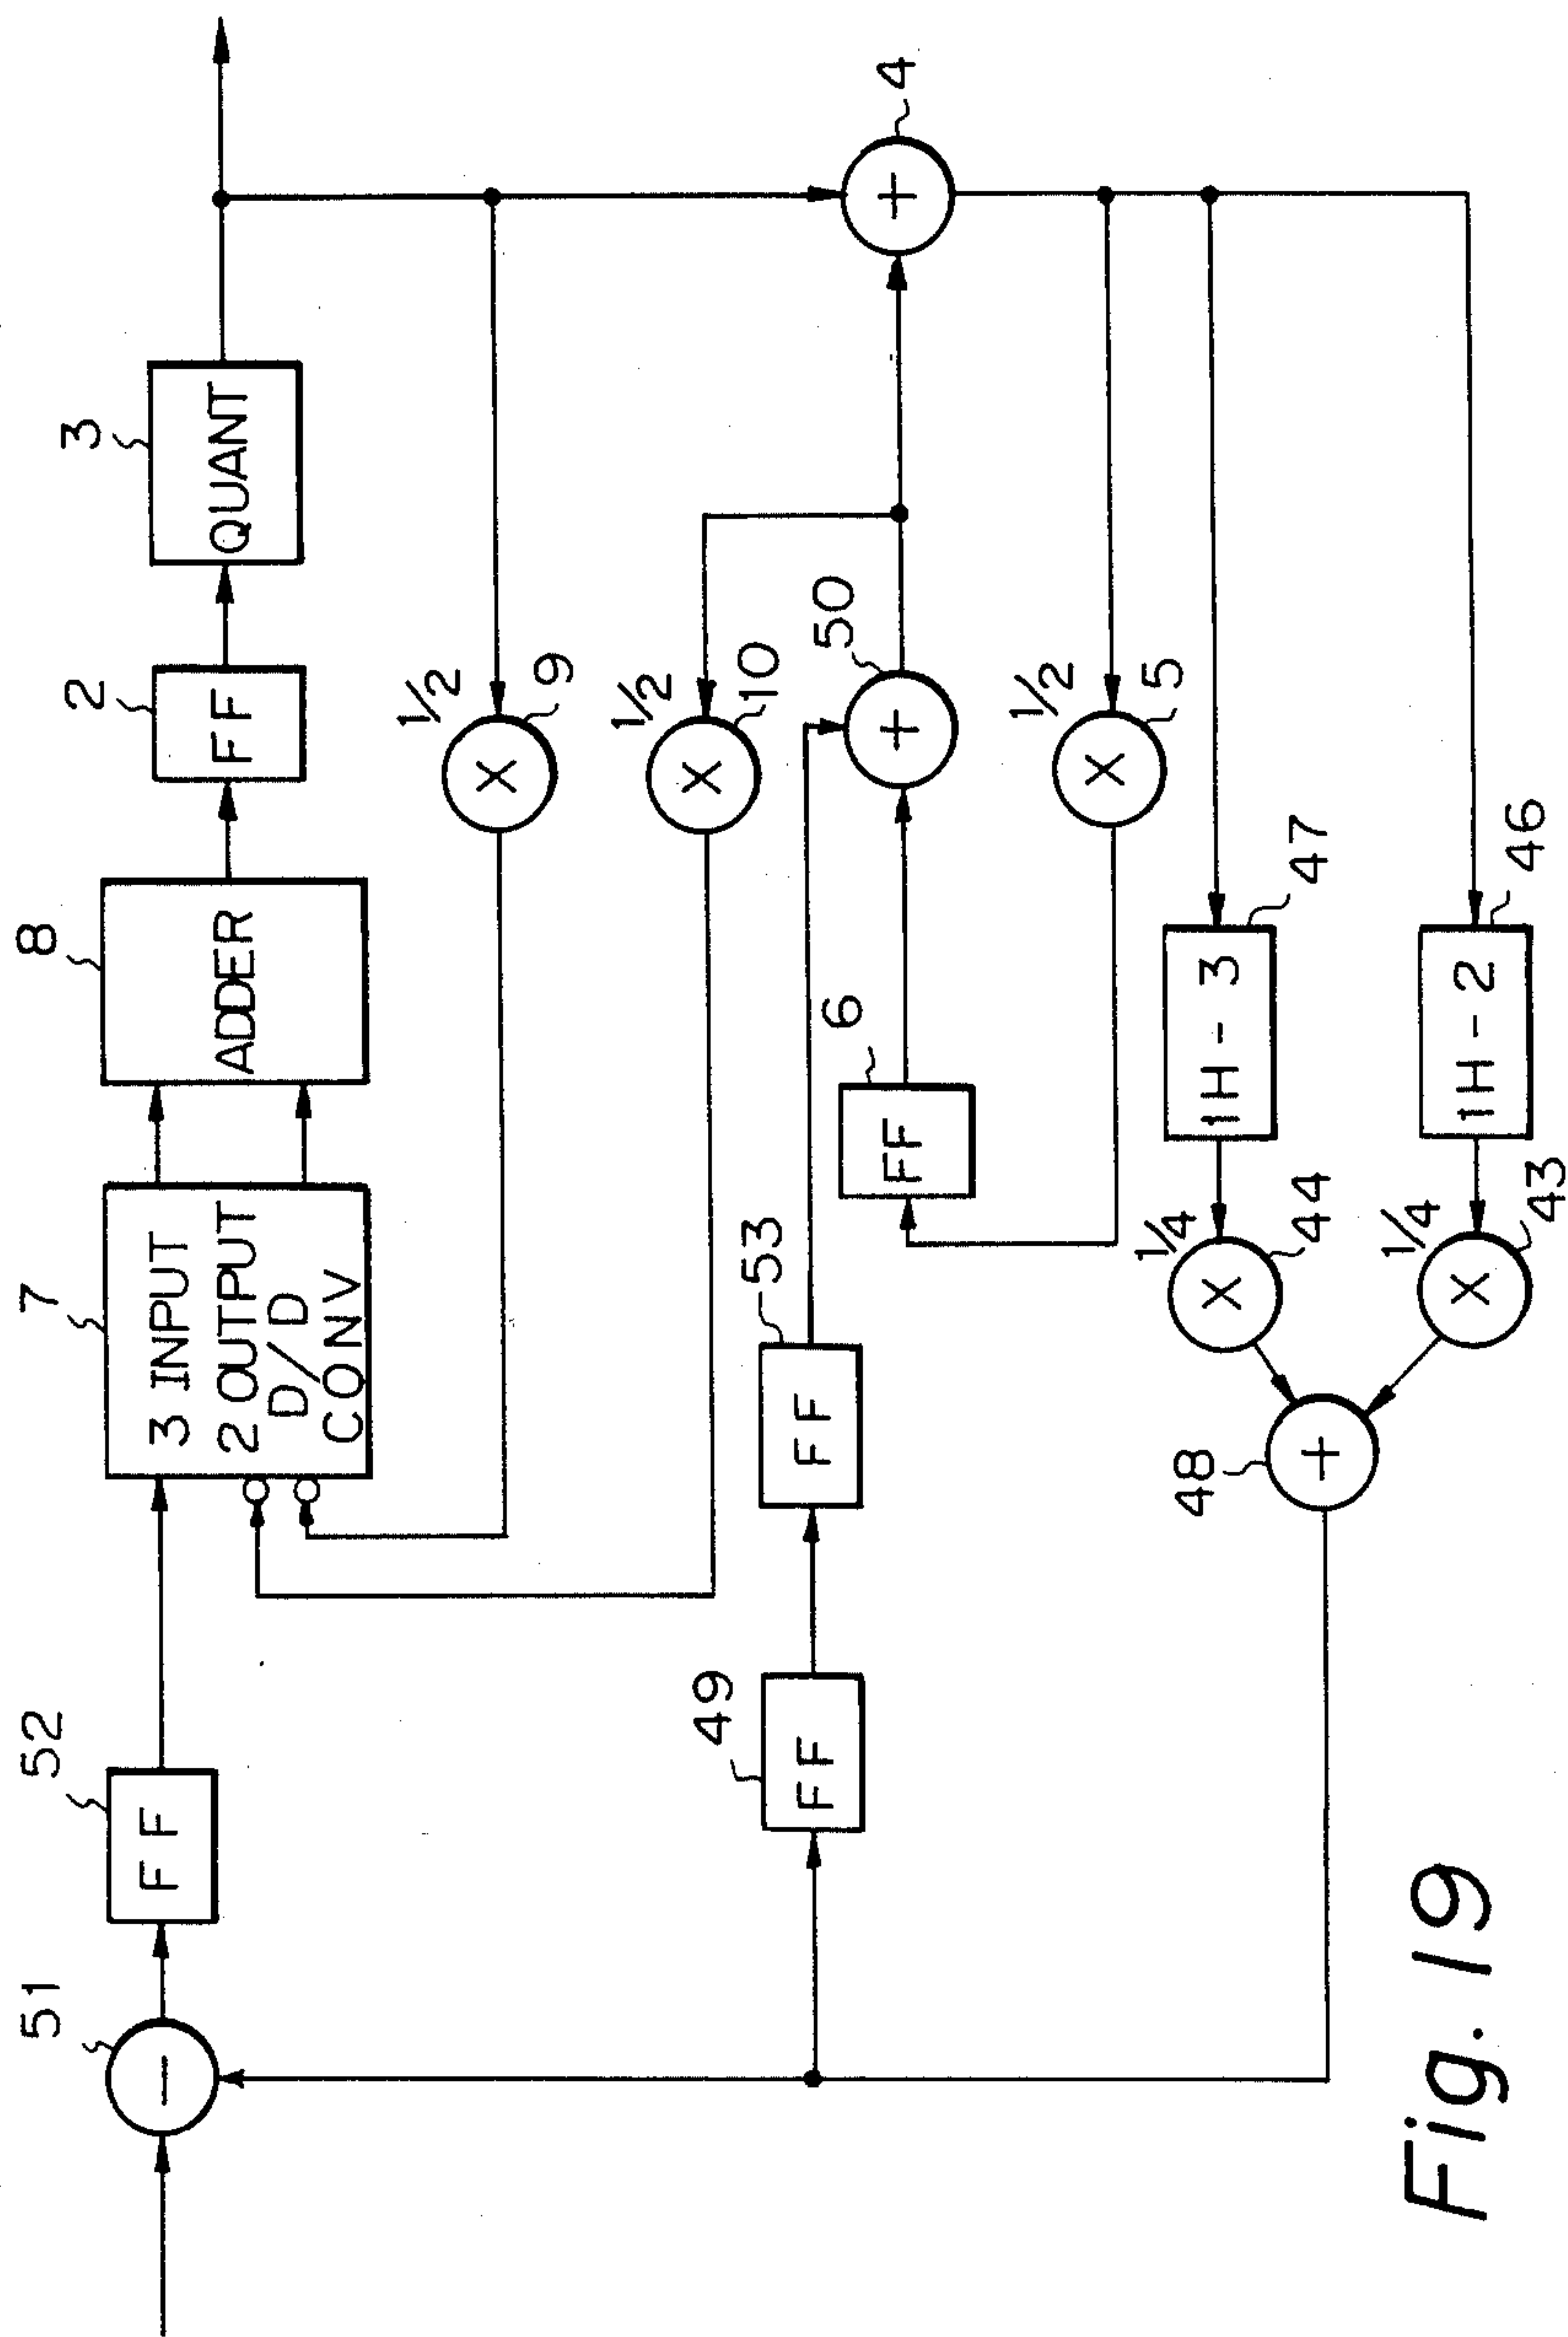 51
−
52
FF
7
3 INPUT
2 OUTPUT
D/D
CONV
8
ADDER
2
FF
3
QUANT
1/2
×
9
1/2
×
10
49
FF
53
FF
6
FF
50
+
4
+
1/2
×
5
48
+
1/4
×
44
1H-3
47
1/4
×
43
1H-2
46
Fig. 19